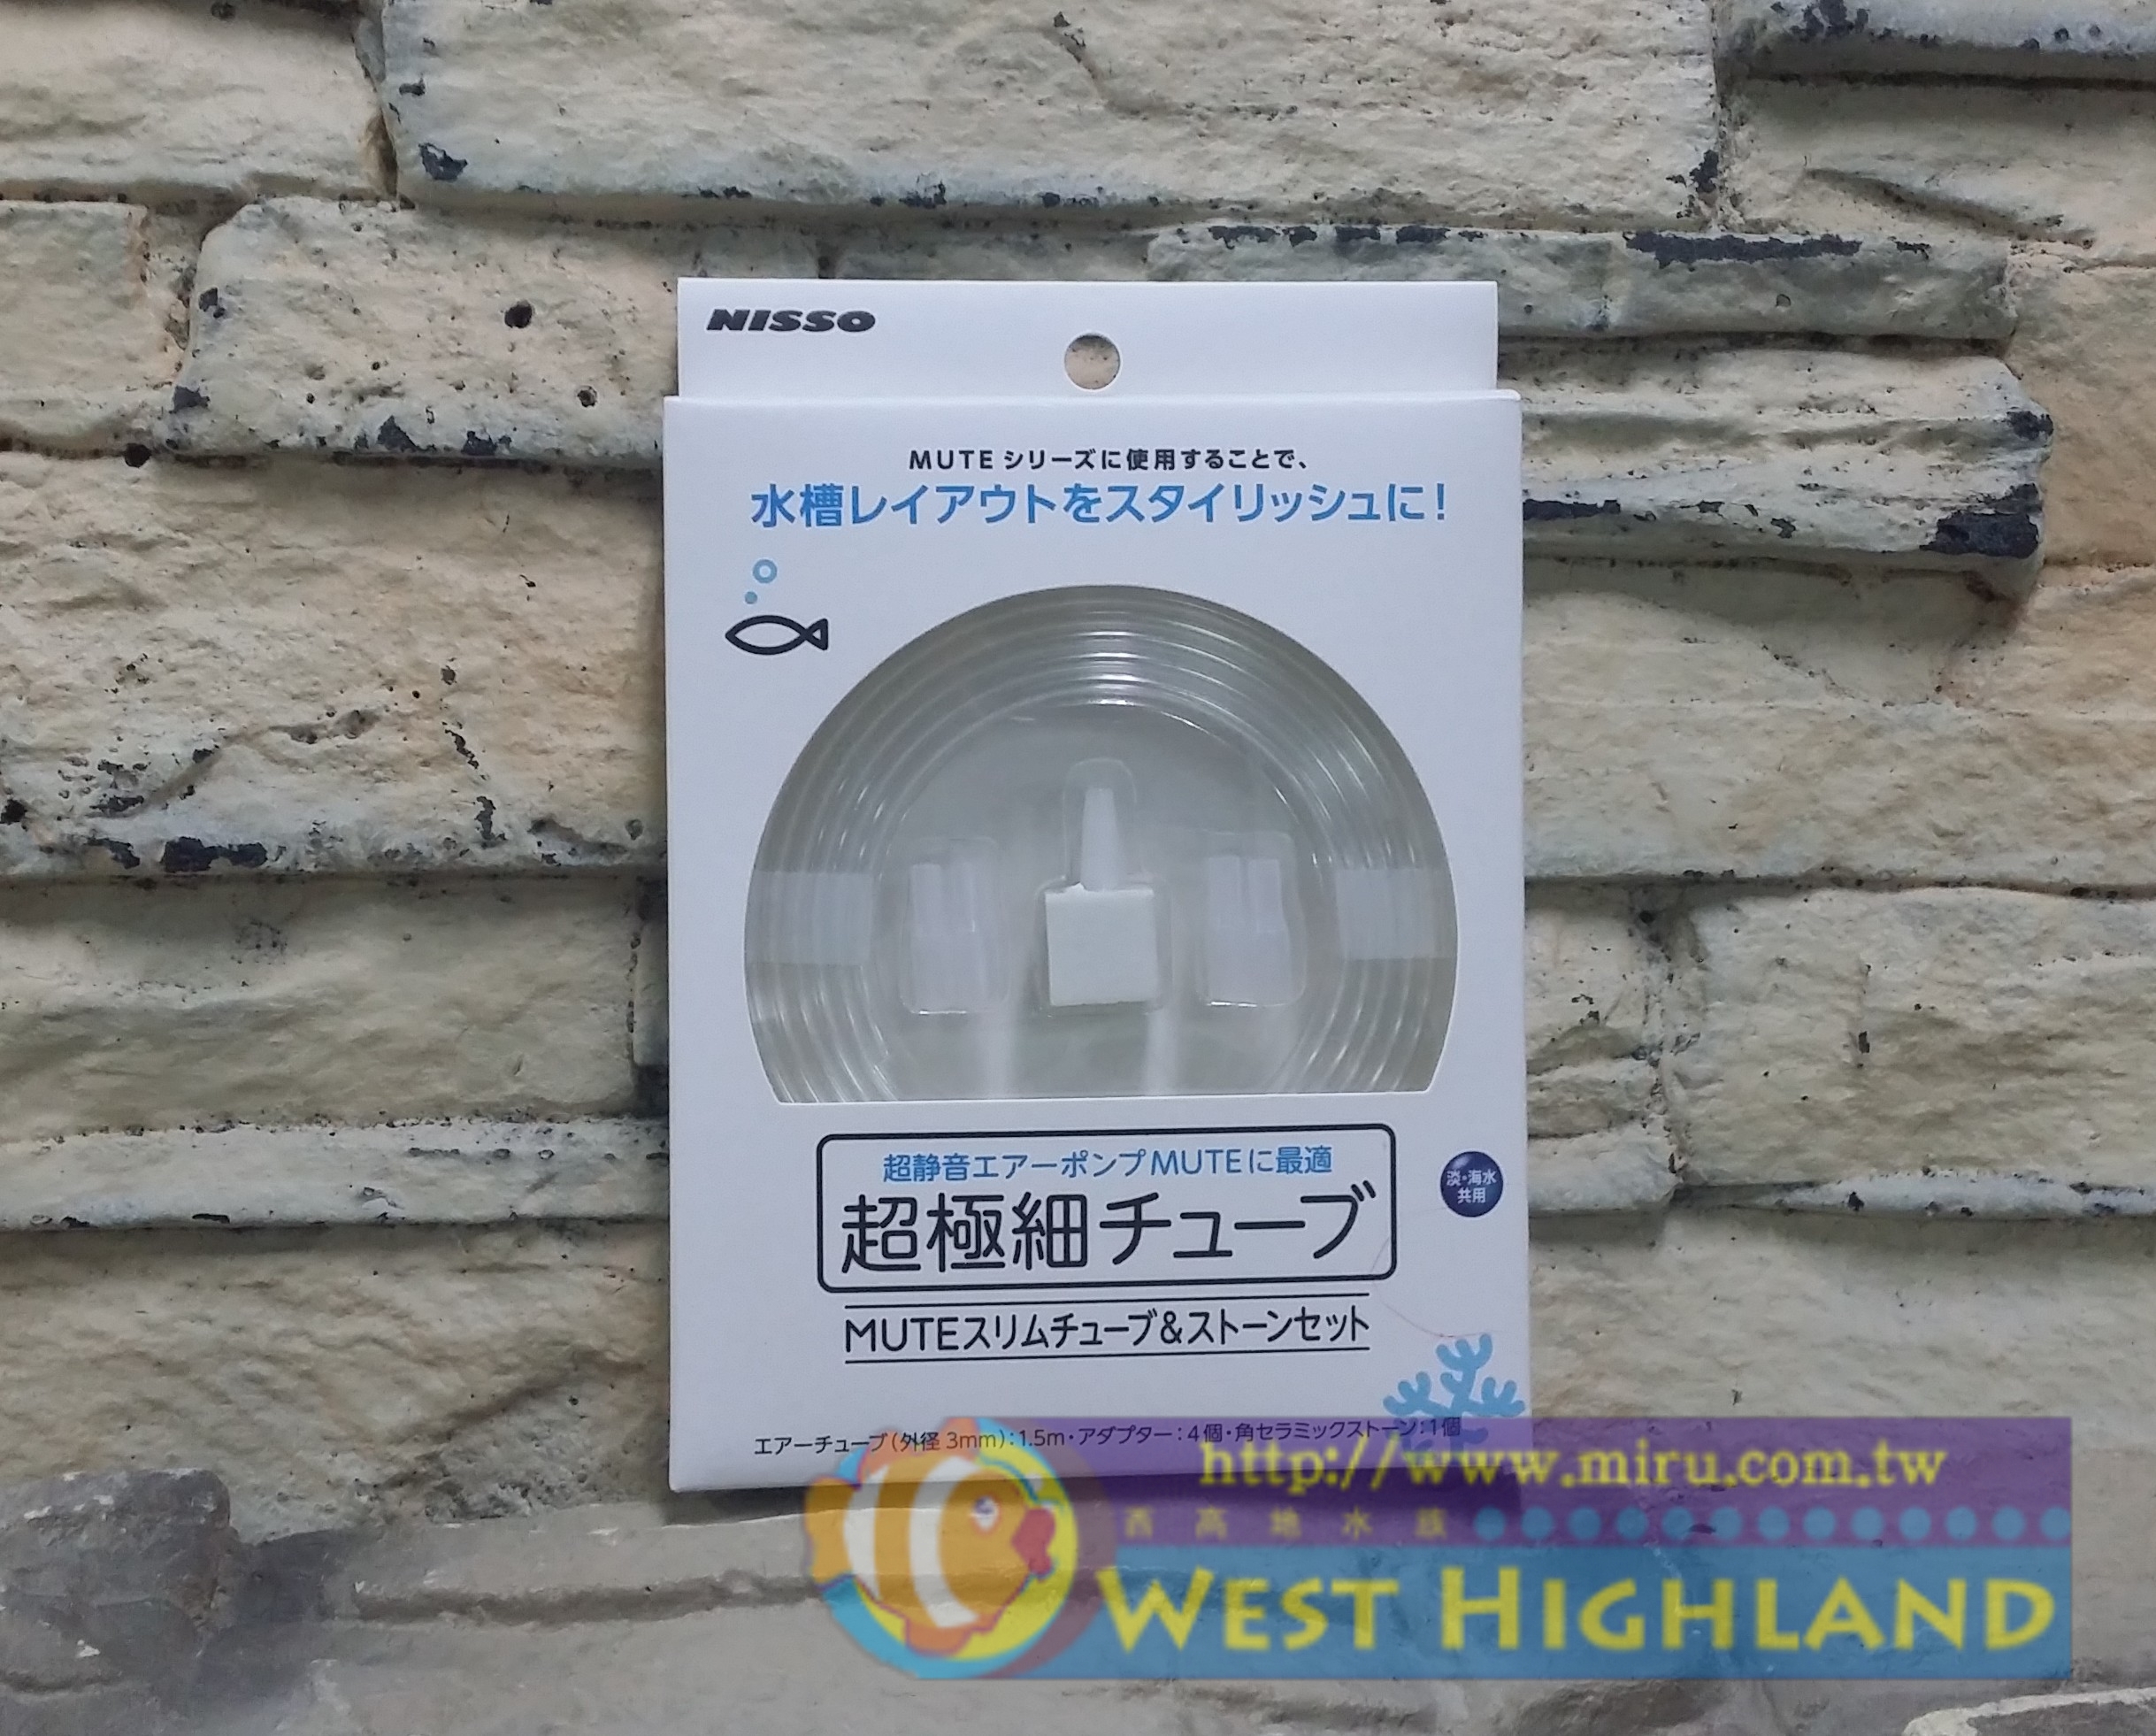 NISSO
MUTEシリーズに使用することで、
水槽レイアウトをスタイリッシュに!
超静音エアーポンプMUTEに最適
超極細チューブ
淡・海水
共用
MUTEスリムチューブ&ストーンセット
エアーチューブ(外径 3mm):1.5m・アダプター:4個・角セラミックストーン:1個
http://www.miru.com.tw
西高地水族
WEST HIGHLAND